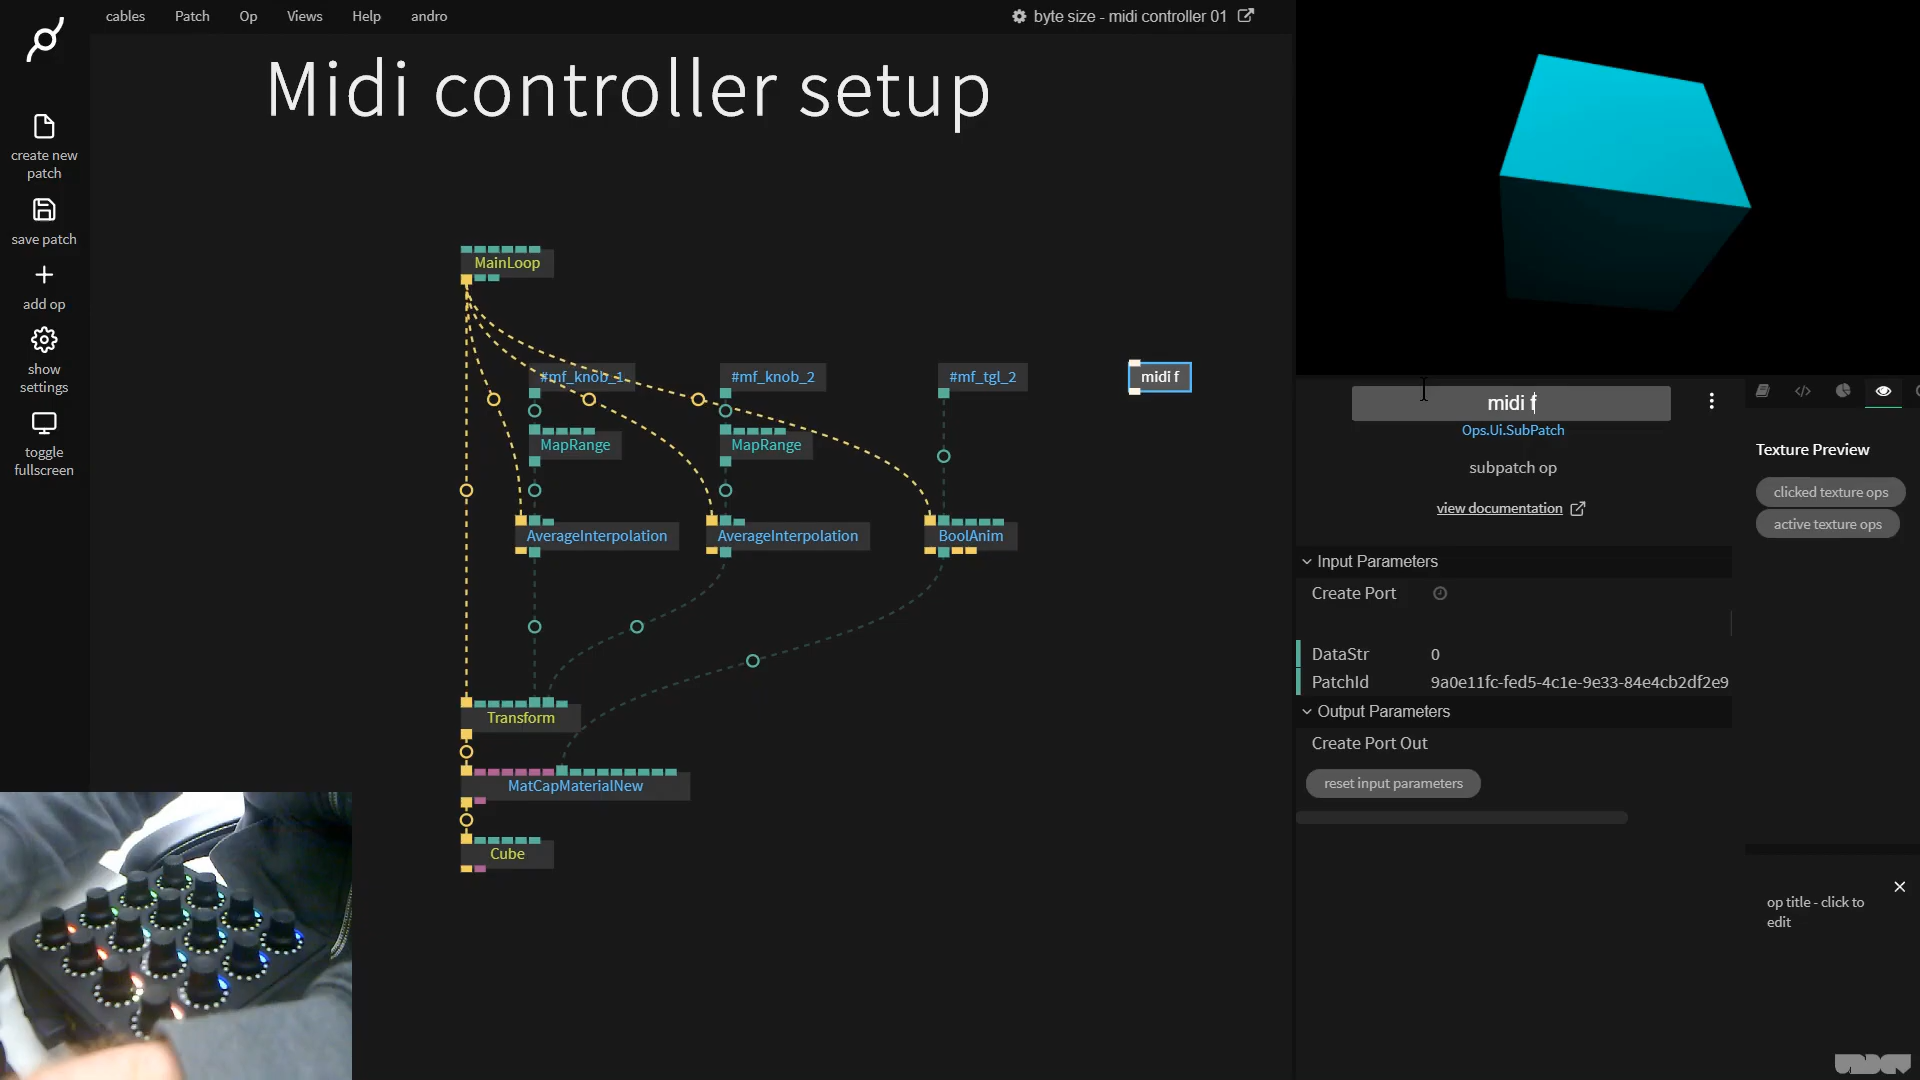 cables
Patch
Op
Views
Help
andro
byte size - midi controller 01
create new
patch
save patch
add op
show
settings
toggle
fullscreen
Midi controller setup
MainLoop
#mf_knob_1
#mf_knob_2
#mf_tgl_2
midi f
MapRange
MapRange
AverageInterpolation
AverageInterpolation
BoolAnim
Transform
MatCapMaterialNew
Cube
midi f
Ops.Ui.SubPatch
subpatch op
view documentation
Input Parameters
Create Port
DataStr 0
PatchId 9a0e11fc-fed5-4c1e-9e33-84e4cb2df2e9
Output Parameters
Create Port Out
reset input parameters
Texture Preview
clicked texture ops
active texture ops
op title - click to
edit